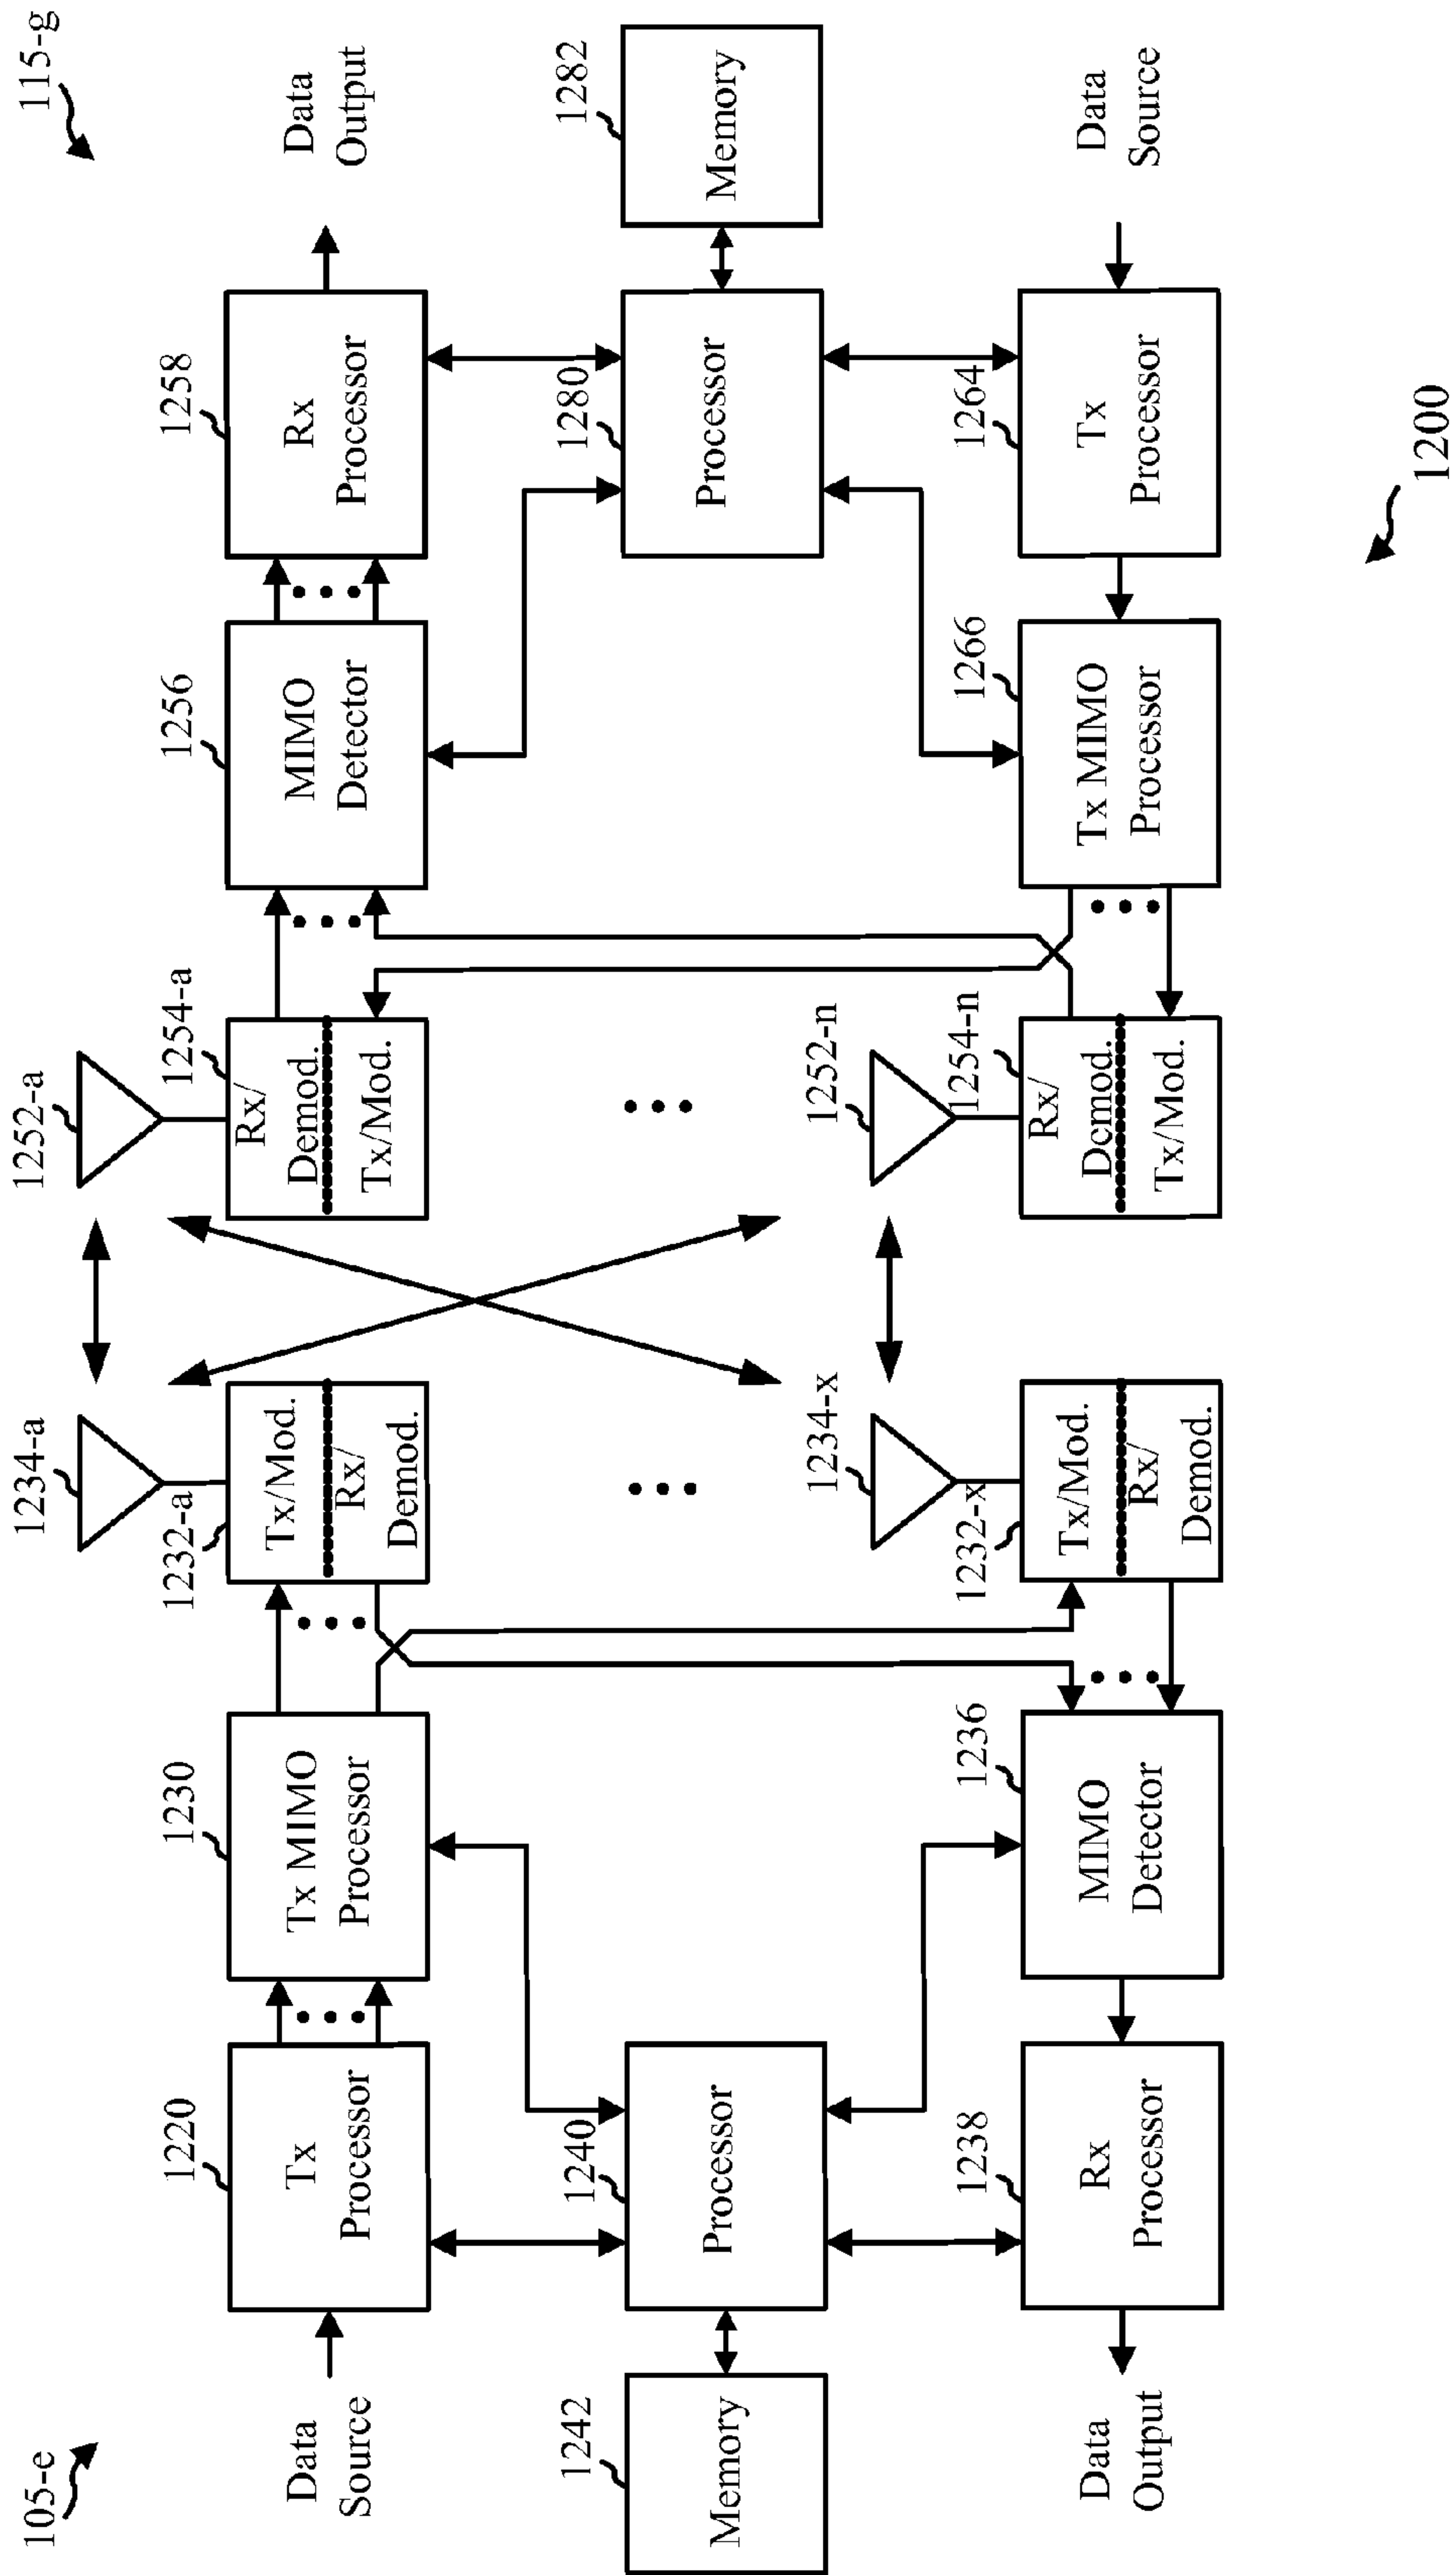 105-e
115-g
1234-a
1252-a
Data
Source
1220
Tx
Processor
1230
Tx MIMO
Processor
1232-a
Tx/Mod.
Rx/
Demod.
1254-a
Rx/
Demod.
Tx/Mod.
1256
MIMO
Detector
1258
Rx
Processor
Data
Output
1242
Memory
1240
Processor
1280
Processor
1282
Memory
1234-x
1252-n
Data
Output
1238
Rx
Processor
1236
MIMO
Detector
1232-x
Tx/Mod.
Rx/
Demod.
1254-n
Rx/
Demod.
Tx/Mod.
1266
Tx MIMO
Processor
1264
Tx
Processor
Data
Source
1200